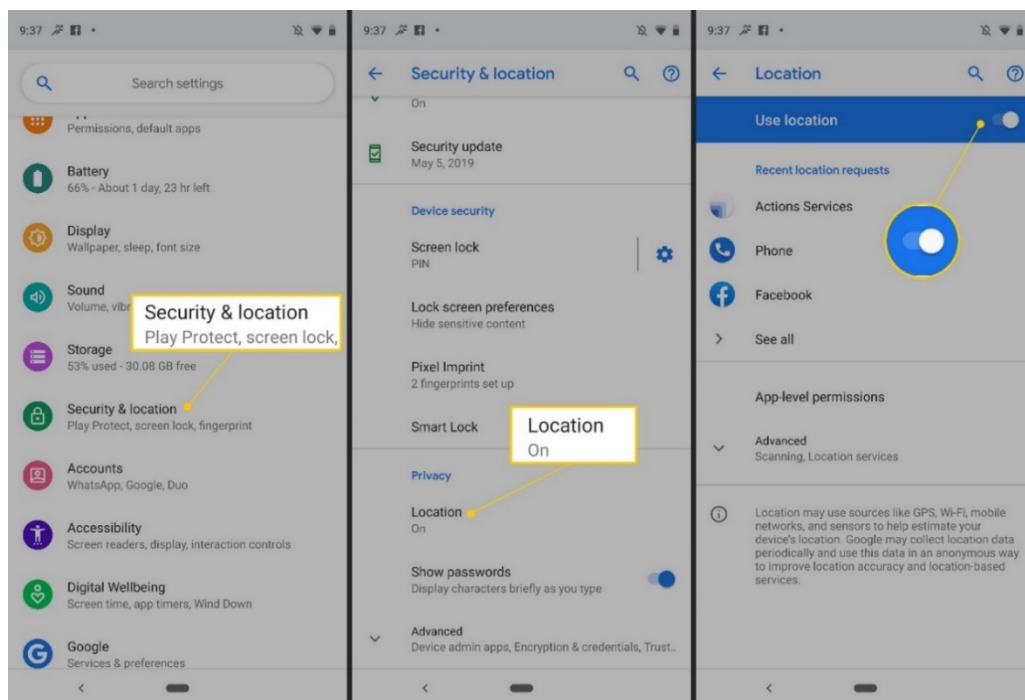 9:37
Search settings
Permissions, default apps
Battery
66% - About 1 day, 23 hr left
Display
Wallpaper, sleep, font size
Sound
Volume, vibr
Security & location
Play Protect, screen lock,
Storage
53% used - 30.08 GB free
Security & location
Play Protect, screen lock, fingerprint
Accounts
WhatsApp, Google, Duo
Accessibility
Screen readers, display, interaction controls
Digital Wellbeing
Screen time, app timers, Wind Down
Google
Services & preferences
9:37
Security & location
On
Security update
May 5, 2019
Device security
Screen lock
PIN
Lock screen preferences
Hide sensitive content
Pixel Imprint
2 fingerprints set up
Smart Lock
Location
On
Privacy
Location
On
Show passwords
Display characters briefly as you type
Advanced
Device admin apps, Encryption & credentials, Trust..
9:37
Location
Use location
Recent location requests
Actions Services
Phone
Facebook
See all
App-level permissions
Advanced
Scanning, Location services
Location may use sources like GPS, Wi-Fi, mobile
networks, and sensors to help estimate your
device's location. Google may collect location data
periodically and use this data in an anonymous way
to improve location accuracy and location-based
services.